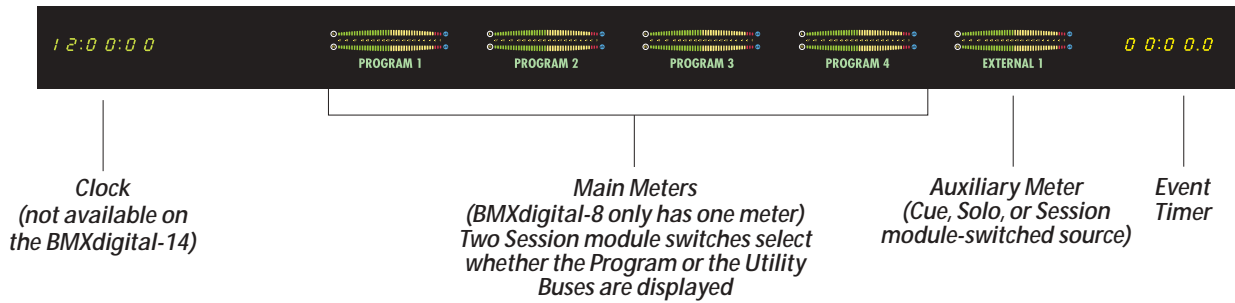 12:00:00
PROGRAM 1 PROGRAM 2 PROGRAM 3 PROGRAM 4 EXTERNAL 1
00:00.0
Clock
(not available on
the BMXdigital-14)
Main Meters
(BMXdigital-8 only has one meter)
Two Session module switches select
whether the Program or the Utility
Buses are displayed
Auxiliary Meter
(Cue, Solo, or Session
module-switched source)
Event
Timer